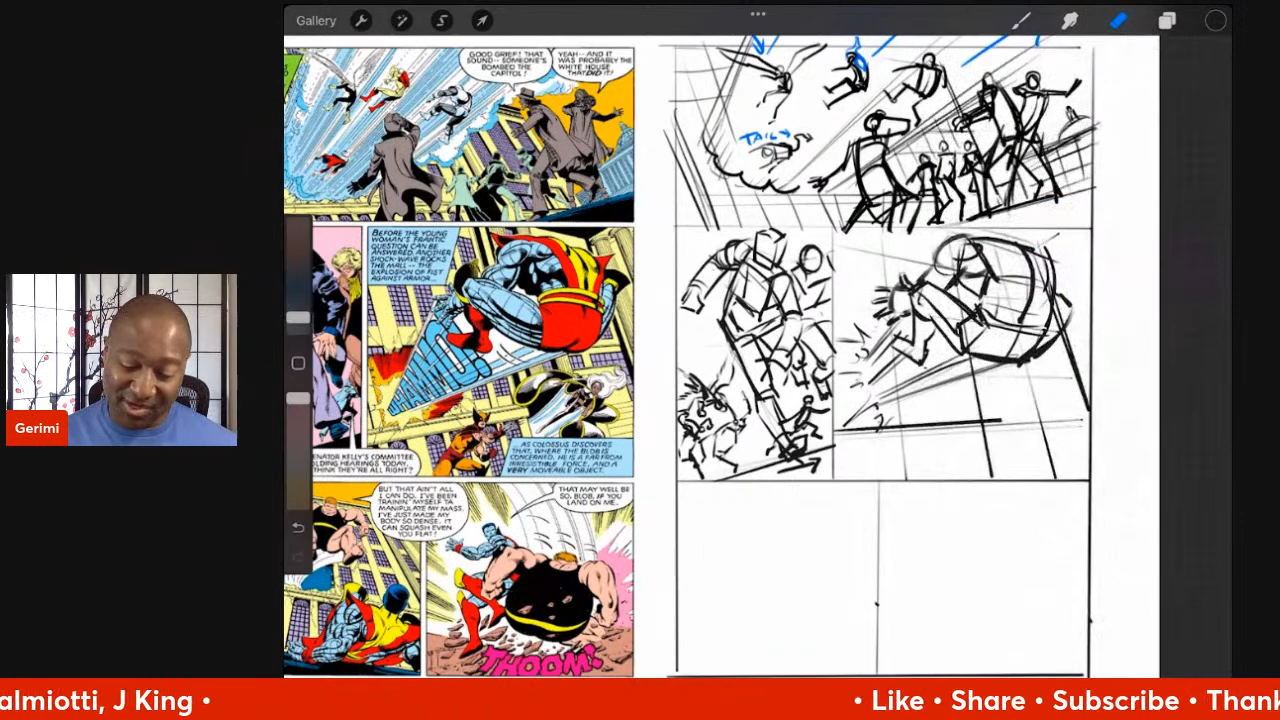 Gallery
GOOD GRIEF! THAT
SOUND-- SOMEONE'S
BOMBED THE
CAPITOL!
YEAH-- AND IT
WAS PROBABLY THE
WHITE HOUSE
THAT DID IT!
TAIL
BEFORE THE YOUNG
WOMAN'S FRANTIC
QUESTION CAN BE
ANSWERED, ANOTHER
SHOCK-WAVE ROCKS
THE MALL -- THE
EXPLOSION OF FIST
AGAINST ARMOR...
WHAMMO!
ENATOR KELLY'S COMMITTEE
OLDING HEARINGS TODAY.
THINK THEY'RE ALL RIGHT?
...AS COLOSSUS DISCOVERS
THAT, WHERE THE BLOB IS
CONCERNED, HE IS A FAR FROM
IRRESISTIBLE FORCE, AND A
VERY MOVEABLE OBJECT.
BUT THAT AIN'T ALL
I CAN DO. I'VE BEEN
TRAININ' MYSELF TA
MANIPULATE MY MASS.
I'VE JUST MADE MY
BODY SO DENSE, IT
CAN SQUASH EVEN
YOU FLAT!
THAT MAY WELL BE
SO, BLOB, IF YOU
LAND ON ME.
THOOM!
Gerimi
almiotti, J King •
• Like • Share • Subscribe • Thank